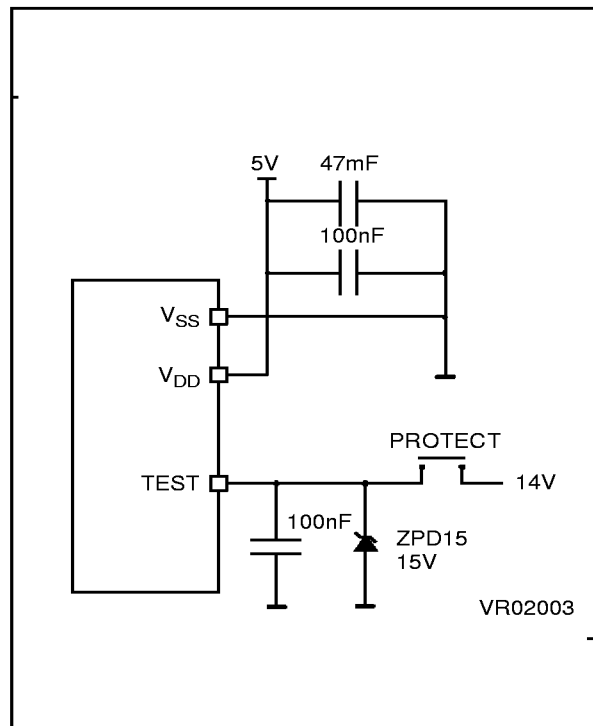 5V
47mF
100nF
VSS
VDD
PROTECT
TEST
14V
100nF
ZPD15
15V
VR02003